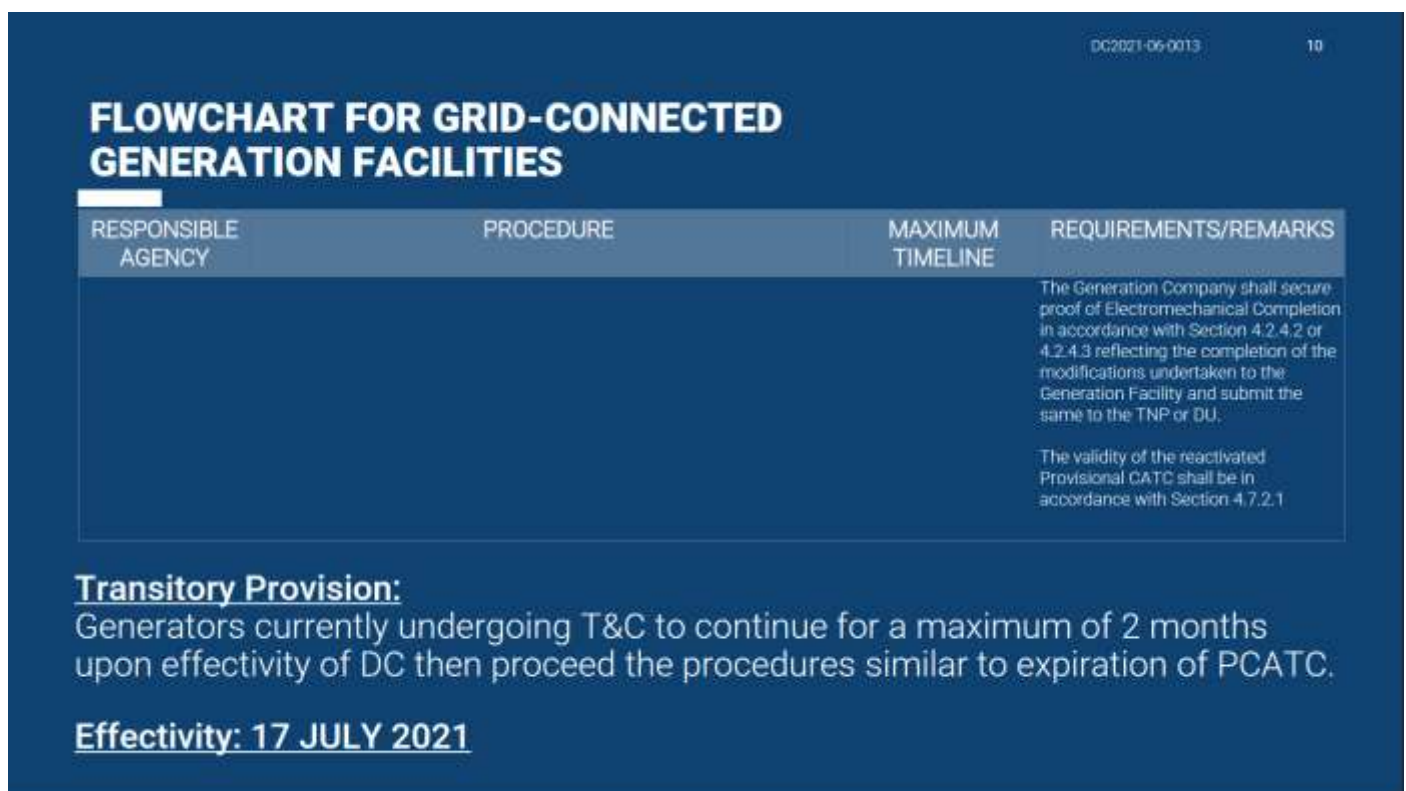 DC2021-06-0013 10
FLOWCHART FOR GRID-CONNECTED
GENERATION FACILITIES
RESPONSIBLE
AGENCY
PROCEDURE
MAXIMUM
TIMELINE
REQUIREMENTS/REMARKS
The Generation Company shall secure
proof of Electromechanical Completion
in accordance with Section 4.2.4.2 or
4.2.4.3 reflecting the completion of the
modifications undertaken to the
Generation Facility and submit the
same to the TNP or DU.
The validity of the reactivated
Provisional CATC shall be in
accordance with Section 4.7.2.1
Transitory Provision:
Generators currently undergoing T&C to continue for a maximum of 2 months
upon effectivity of DC then proceed the procedures similar to expiration of PCATC.
Effectivity: 17 JULY 2021